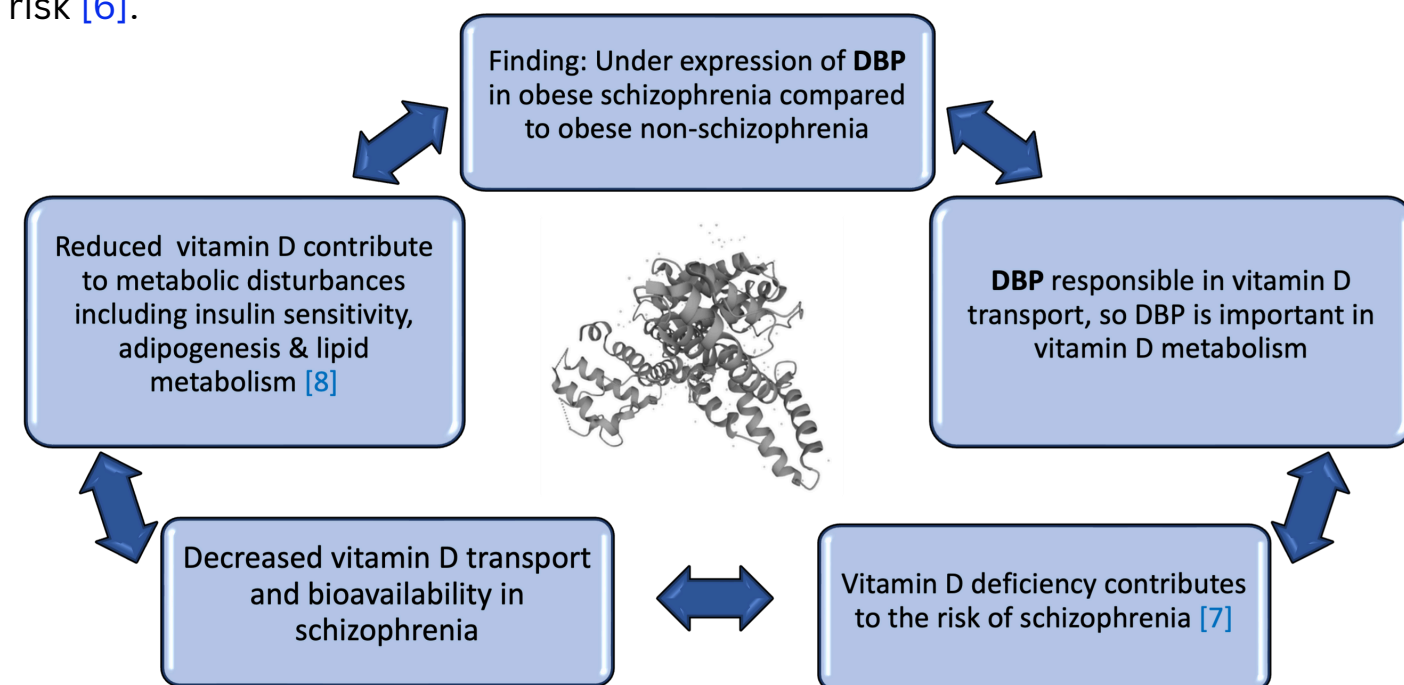 risk [6].
Finding: Under expression of DBP
in obese schizophrenia compared
to obese non-schizophrenia
Reduced vitamin D contribute
to metabolic disturbances
including insulin sensitivity,
adipogenesis & lipid
metabolism [8]
DBP responsible in vitamin D
transport, so DBP is important in
vitamin D metabolism
Decreased vitamin D transport
and bioavailability in
schizophrenia
Vitamin D deficiency contributes
to the risk of schizophrenia [7]